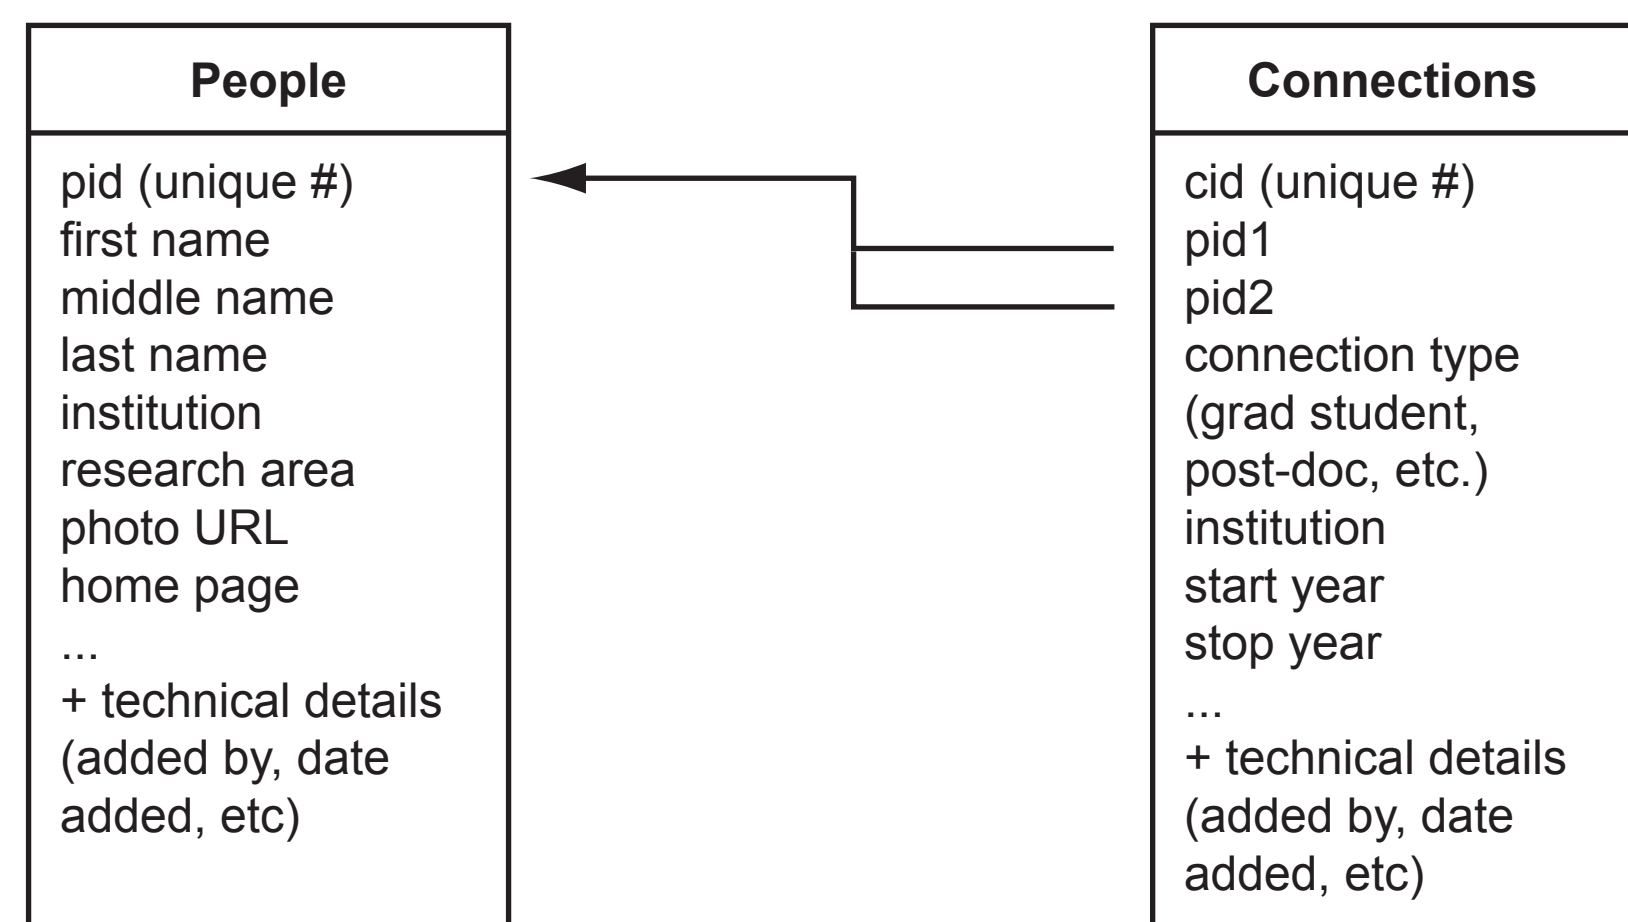 People
pid (unique #)
first name
middle name
last name
institution
research area
photo URL
home page
...
+ technical details
(added by, date
added, etc)
Connections
cid (unique #)
pid1
pid2
connection type
(grad student,
post-doc, etc.)
institution
start year
stop year
...
+ technical details
(added by, date
added, etc)